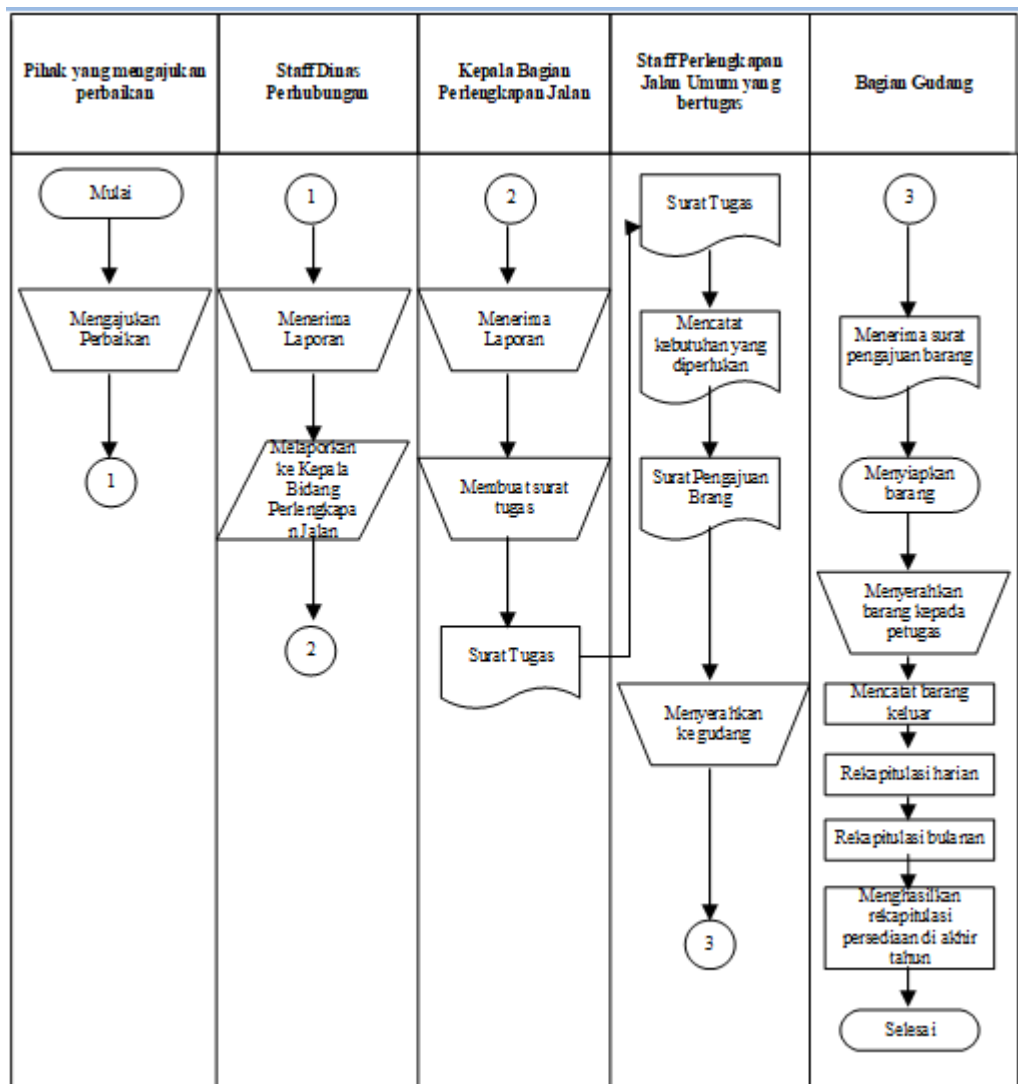 Pihak yang mengajukan
perbaikan
Staff Dinas
Perhubungan
Kepala Bagian
Perlengkapan Jalan
Staff Perlengkapan
Jalan Umum yang
bertugas
Bagian Gudang
Mulai
Mengajukan
Perbaikan
1
1
Menerima
Laporan
Melaporkan
ke Kepala
Bidang
Perlengkapa
n Jalan
2
2
Menerima
Laporan
Membuat surat
tugas
Surat Tugas
Surat Tugas
Mencatat
kebutuhan yang
diperlukan
Surat Pengajuan
Brang
Menyerahkan
ke gudang
3
3
Menerima surat
pengajuan barang
Menyiapkan
barang
Menyerahkan
barang kepada
petugas
Mencatat barang
keluar
Rekapitulasi harian
Rekapitulasi bulanan
Menghasilkan
rekapitulasi
persediaan di akhir
tahun
Selesai